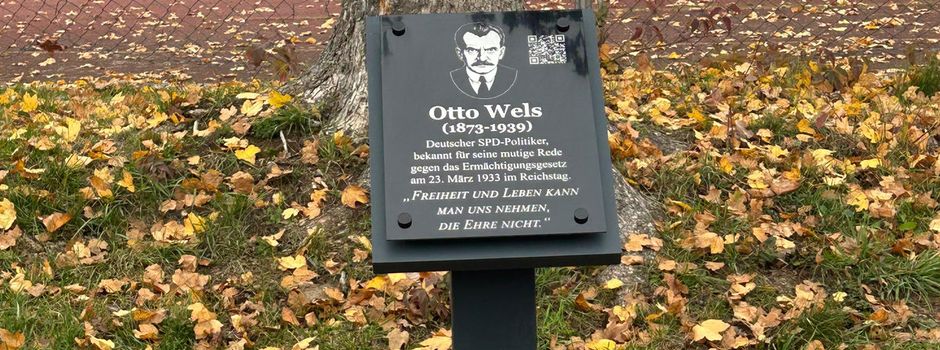 Otto Wels
(1873-1939)
Deutscher SPD-Politiker,
bekannt für seine mutige Rede
gegen das Ermächtigungsgesetz
am 23. März 1933 im Reichstag.
„Freiheit und Leben kann
man uns nehmen,
die Ehre nicht.“